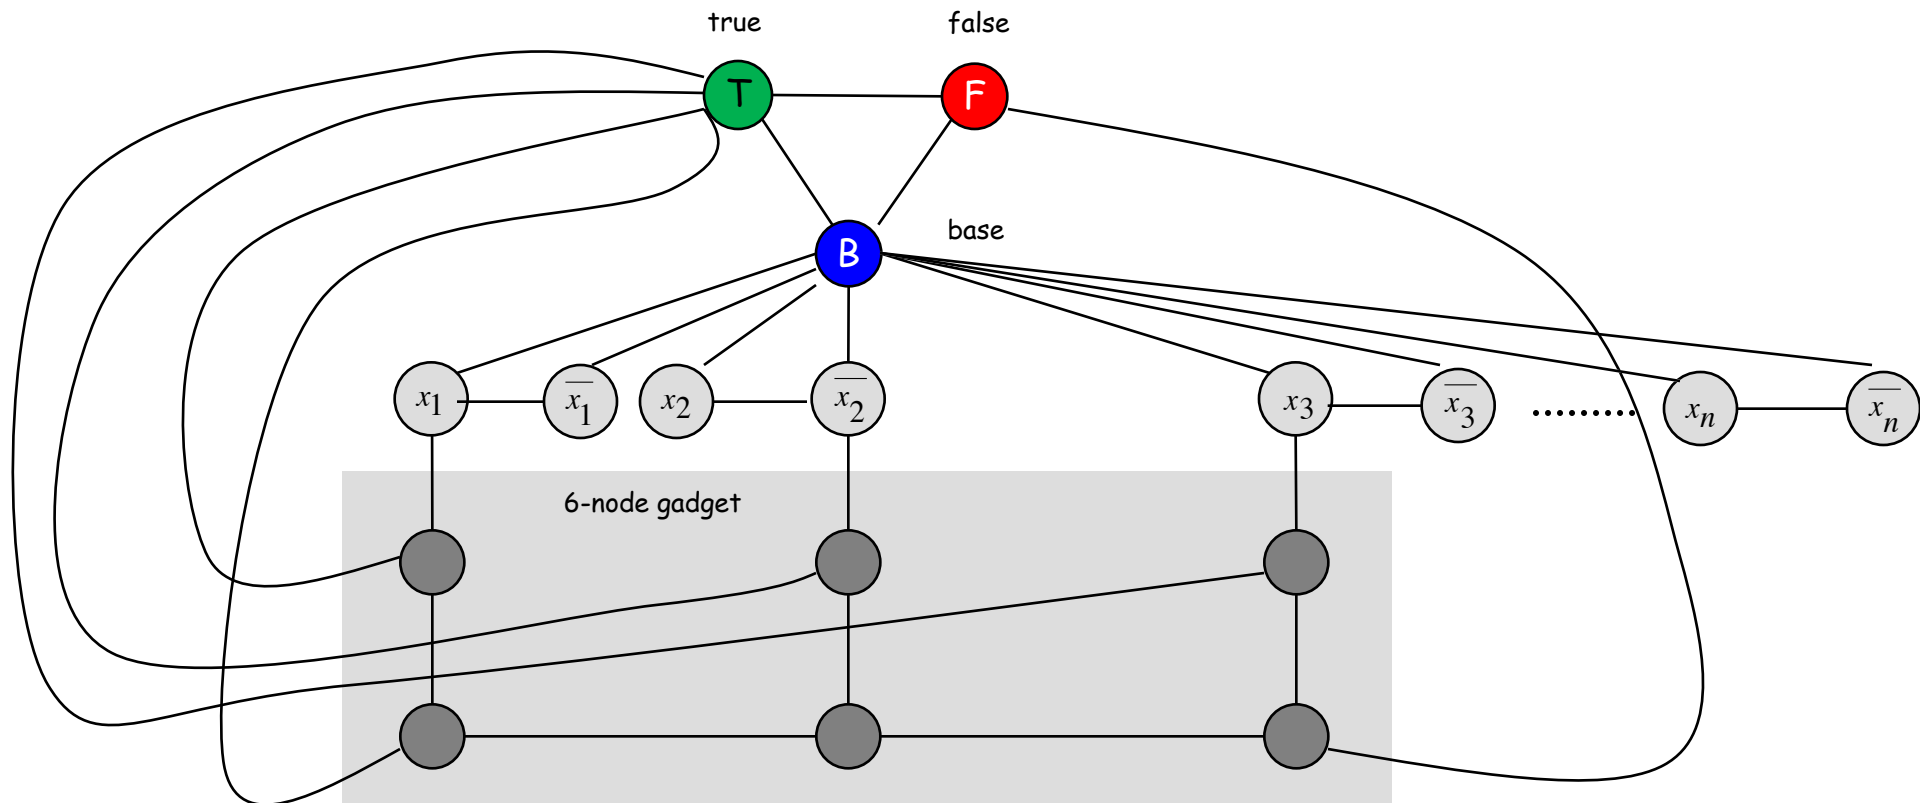 true false
T F
B base
x₁ x̅₁ x₂ x̅₂ x₃ x̅₃ ......... xₙ x̅ₙ
6-node gadget